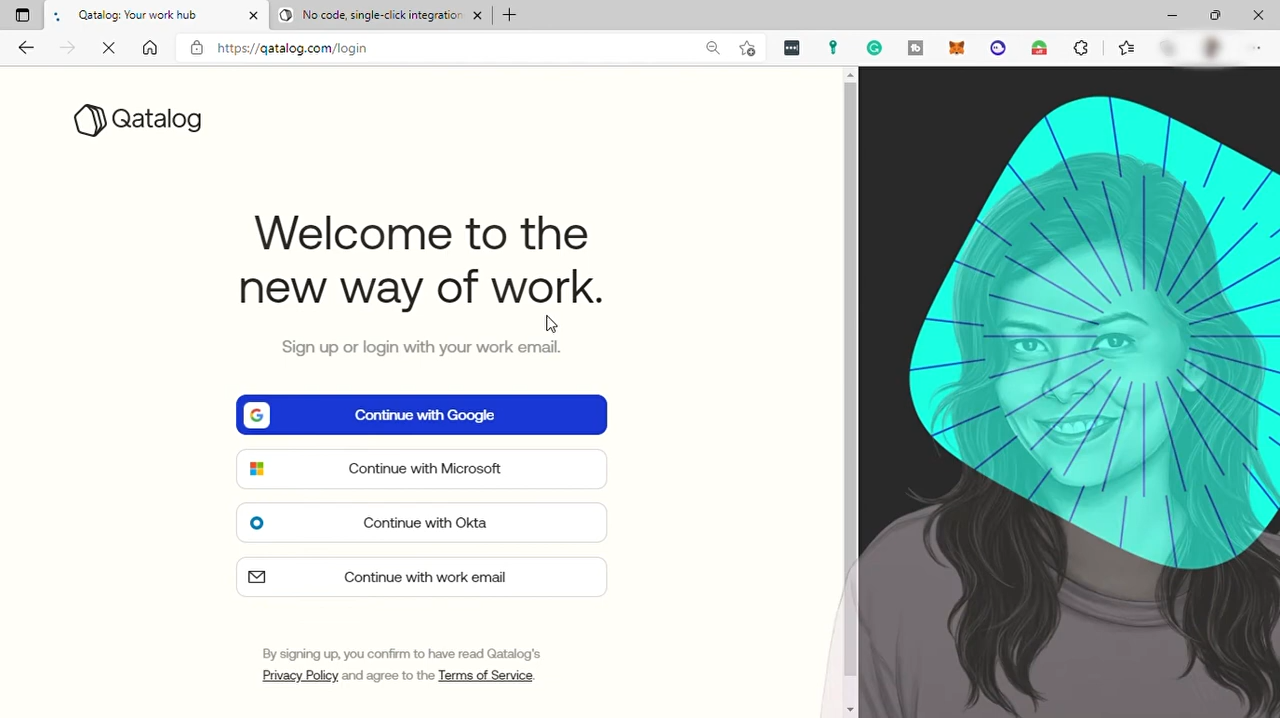 Qatalog: Your work hub
No code, single-click integration
https://qatalog.com/login
Qatalog
Welcome to the
new way of work.
Sign up or login with your work email.
Continue with Google
Continue with Microsoft
Continue with Okta
Continue with work email
By signing up, you confirm to have read Qatalog's
Privacy Policy and agree to the Terms of Service.